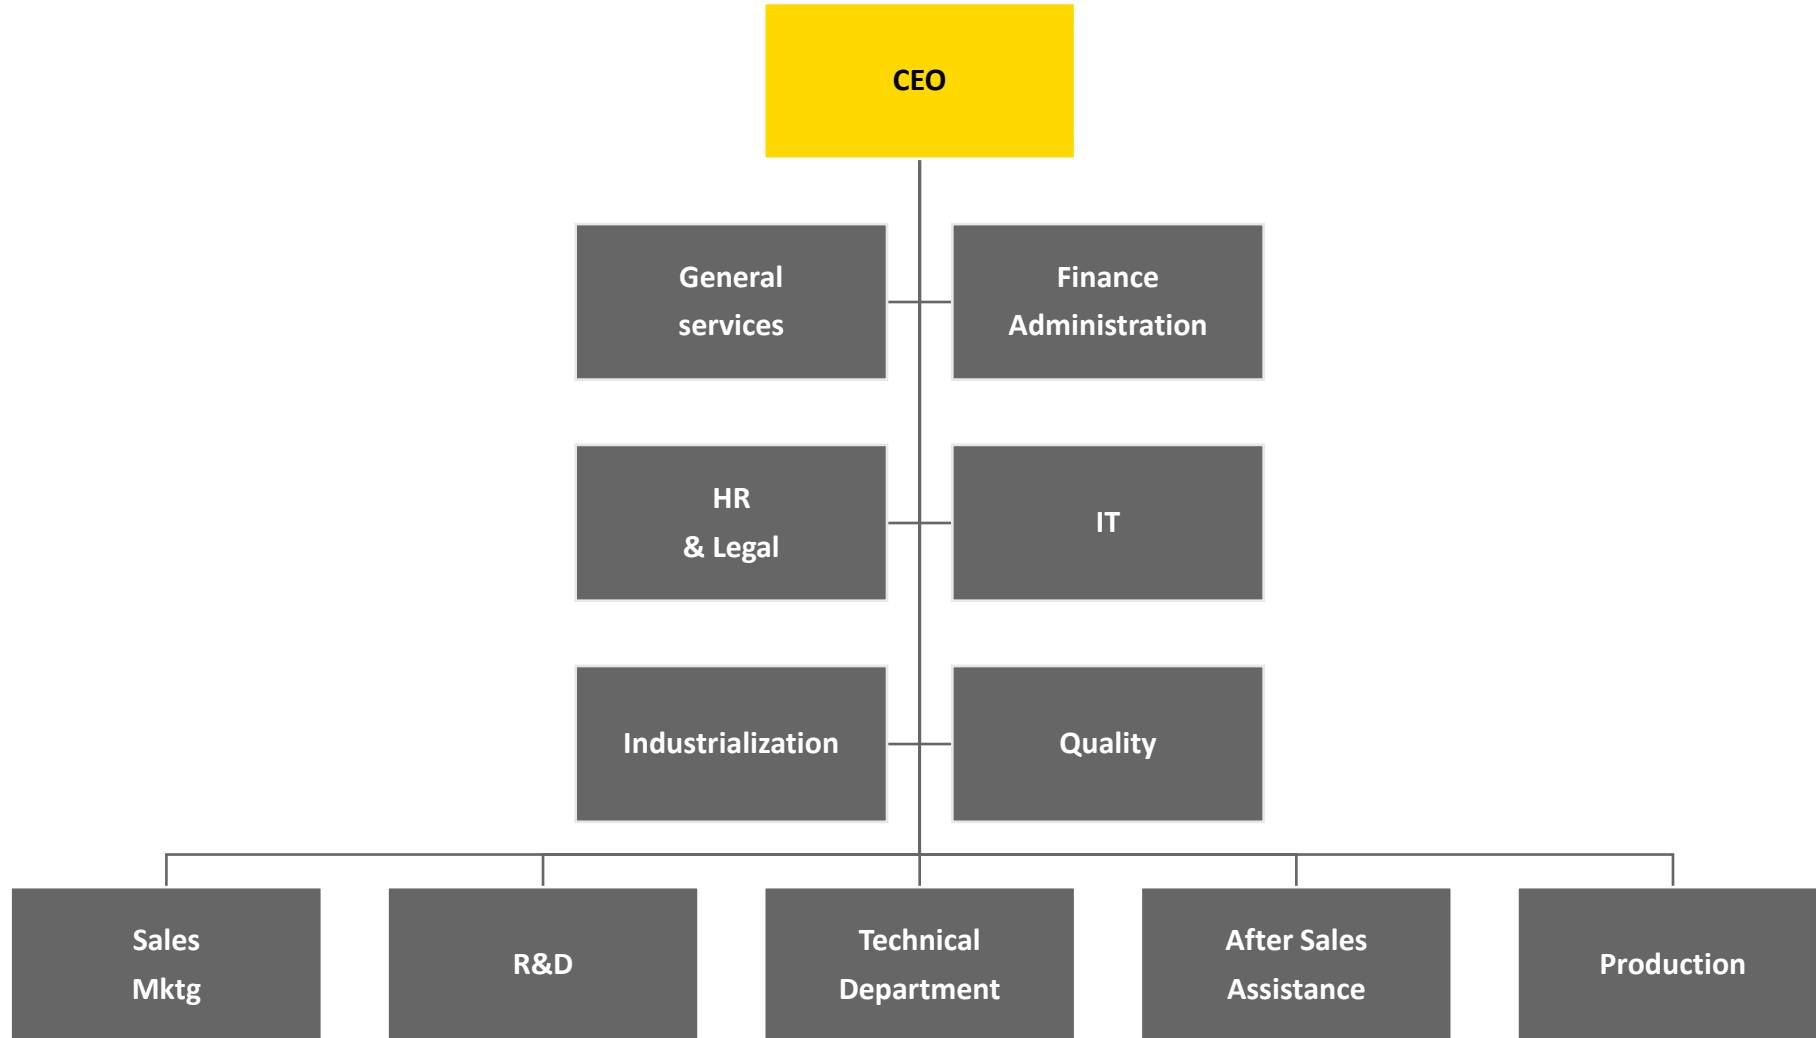 CEO
General
services
Finance
Administration
HR
& Legal
IT
Industrialization
Quality
Sales
Mktg
R&D
Technical
Department
After Sales
Assistance
Production